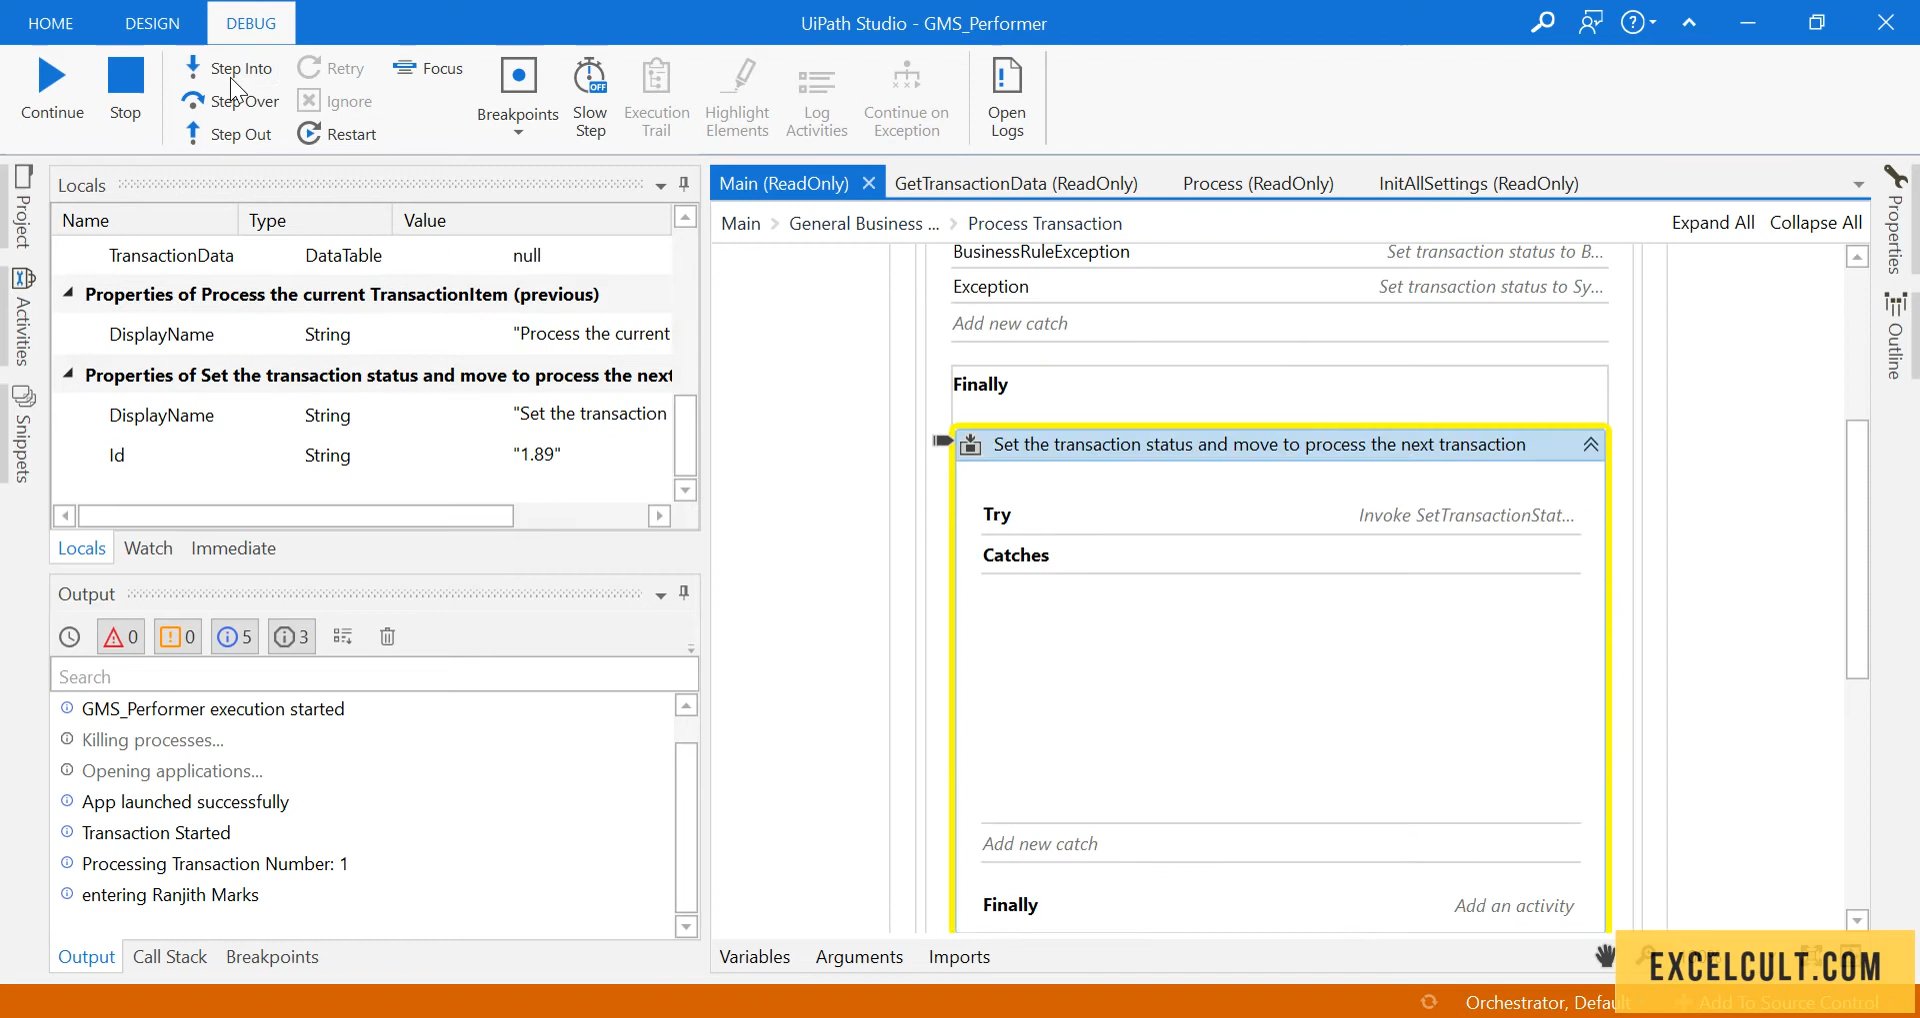 HOME
DESIGN
DEBUG
UiPath Studio - GMS_Performer
Continue
Stop
Step Into
Step Over
Step Out
Retry
Ignore
Restart
Focus
Breakpoints
Slow
Step
OFF
Execution
Trail
Highlight
Elements
Log
Activities
Continue on
Exception
Open
Logs
Project
Activities
Snippets
Locals
Name
Type
Value
TransactionData
DataTable
null
Properties of Process the current TransactionItem (previous)
DisplayName
String
"Process the current
Properties of Set the transaction status and move to process the next
DisplayName
String
"Set the transaction
Id
String
"1.89"
Locals
Watch
Immediate
Output
0
0
5
3
Search
GMS_Performer execution started
Killing processes...
Opening applications...
App launched successfully
Transaction Started
Processing Transaction Number: 1
entering Ranjith Marks
Output
Call Stack
Breakpoints
Main (ReadOnly)
GetTransactionData (ReadOnly)
Process (ReadOnly)
InitAllSettings (ReadOnly)
Main
General Business ...
Process Transaction
Expand All
Collapse All
BusinessRuleException
Set transaction status to B...
Exception
Set transaction status to Sy...
Add new catch
Finally
Set the transaction status and move to process the next transaction
Try
Invoke SetTransactionStat...
Catches
Add new catch
Finally
Add an activity
Variables
Arguments
Imports
Properties
Outline
EXCELCULT.COM
Orchestrator, Default
Add To Source Control